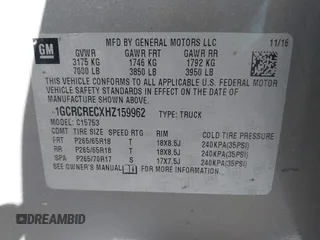 GM
MFD BY GENERAL MOTORS LLC 11/16
GVWR GAWR FRT GAWR RR
3175 KG 1746 KG 1792 KG
7000 LB 3850 LB 3950 LB
THIS VEHICLE CONFORMS TO ALL APPLICABLE U.S. FEDERAL MOTOR
VEHICLE SAFETY STANDARDS IN EFFECT ON THE DATE OF
MANUFACTURE SHOWN ABOVE.
1GCRCRECXHZ159962 TYPE: TRUCK
MODEL: C15753
TIRE SIZE SPEED RTG RIM COLD TIRE PRESSURE
FRT P265/65R18 T 18X8.5J 240KPA(35PSI)
RR P265/65R18 T 18X8.5J 240KPA(35PSI)
SPA P265/70R17 T 17X7.5J 240KPA(35PSI)
SEE OWNER'S MANUAL FOR ADDITIONAL INFORMATION.
DREAMBID